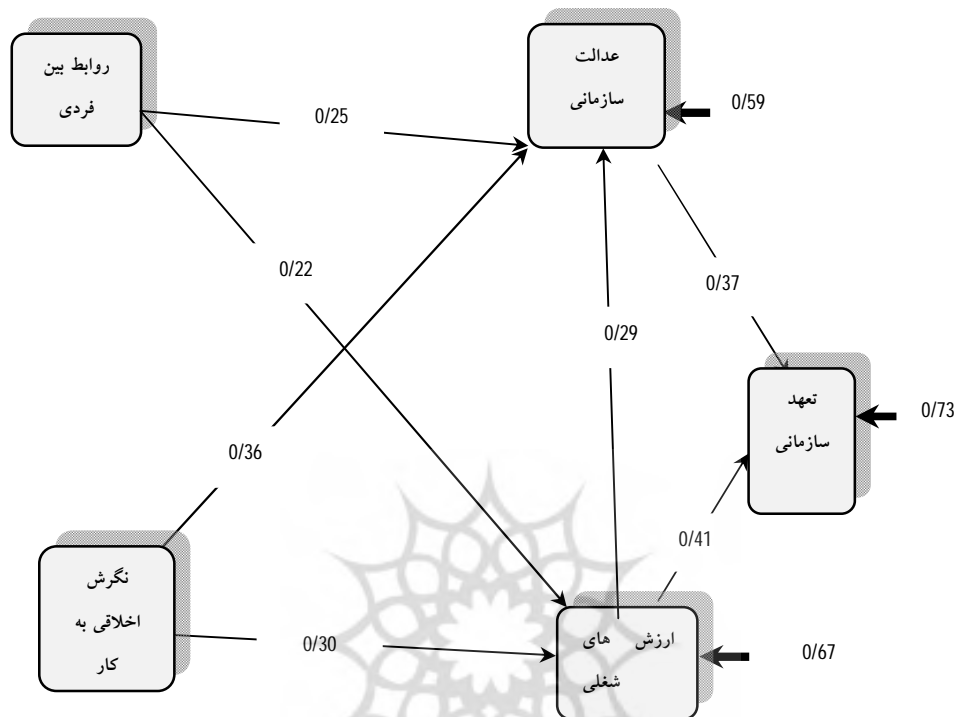 روابط بین
فردی
عدالت
سازمانی
0/59
0/25
0/22
0/37
0/29
تعهد
سازمانی
0/73
0/36
0/41
نگرش
اخلاقی به
کار
0/30
ارزش های
شغلی
0/67